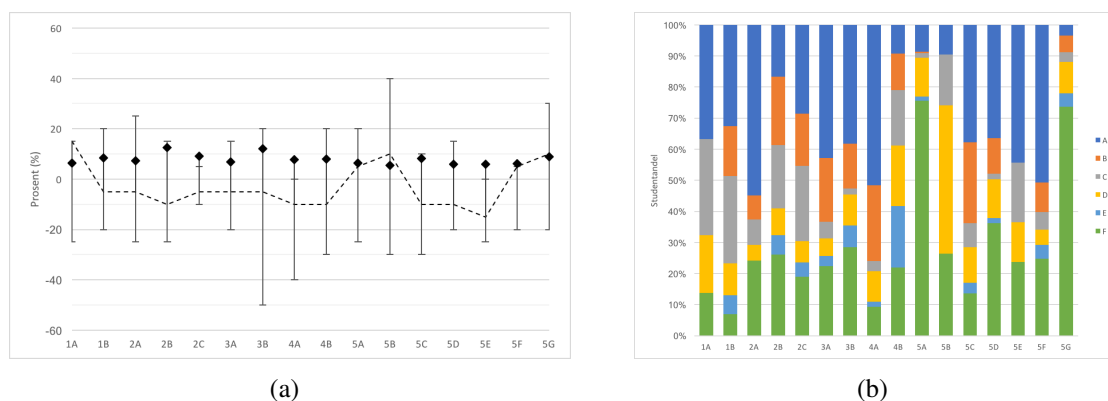 60
40
20
0
-20
-40
-60
Prosent (%)
1A 1B 2A 2B 2C 3A 3B 4A 4B 5A 5B 5C 5D 5E 5F 5G
(a)
100%
90%
80%
70%
60%
50%
40%
30%
20%
10%
0%
Studentandel
1A 1B 2A 2B 2C 3A 3B 4A 4B 5A 5B 5C 5D 5E 5F 5G
A
B
C
D
E
F
(b)